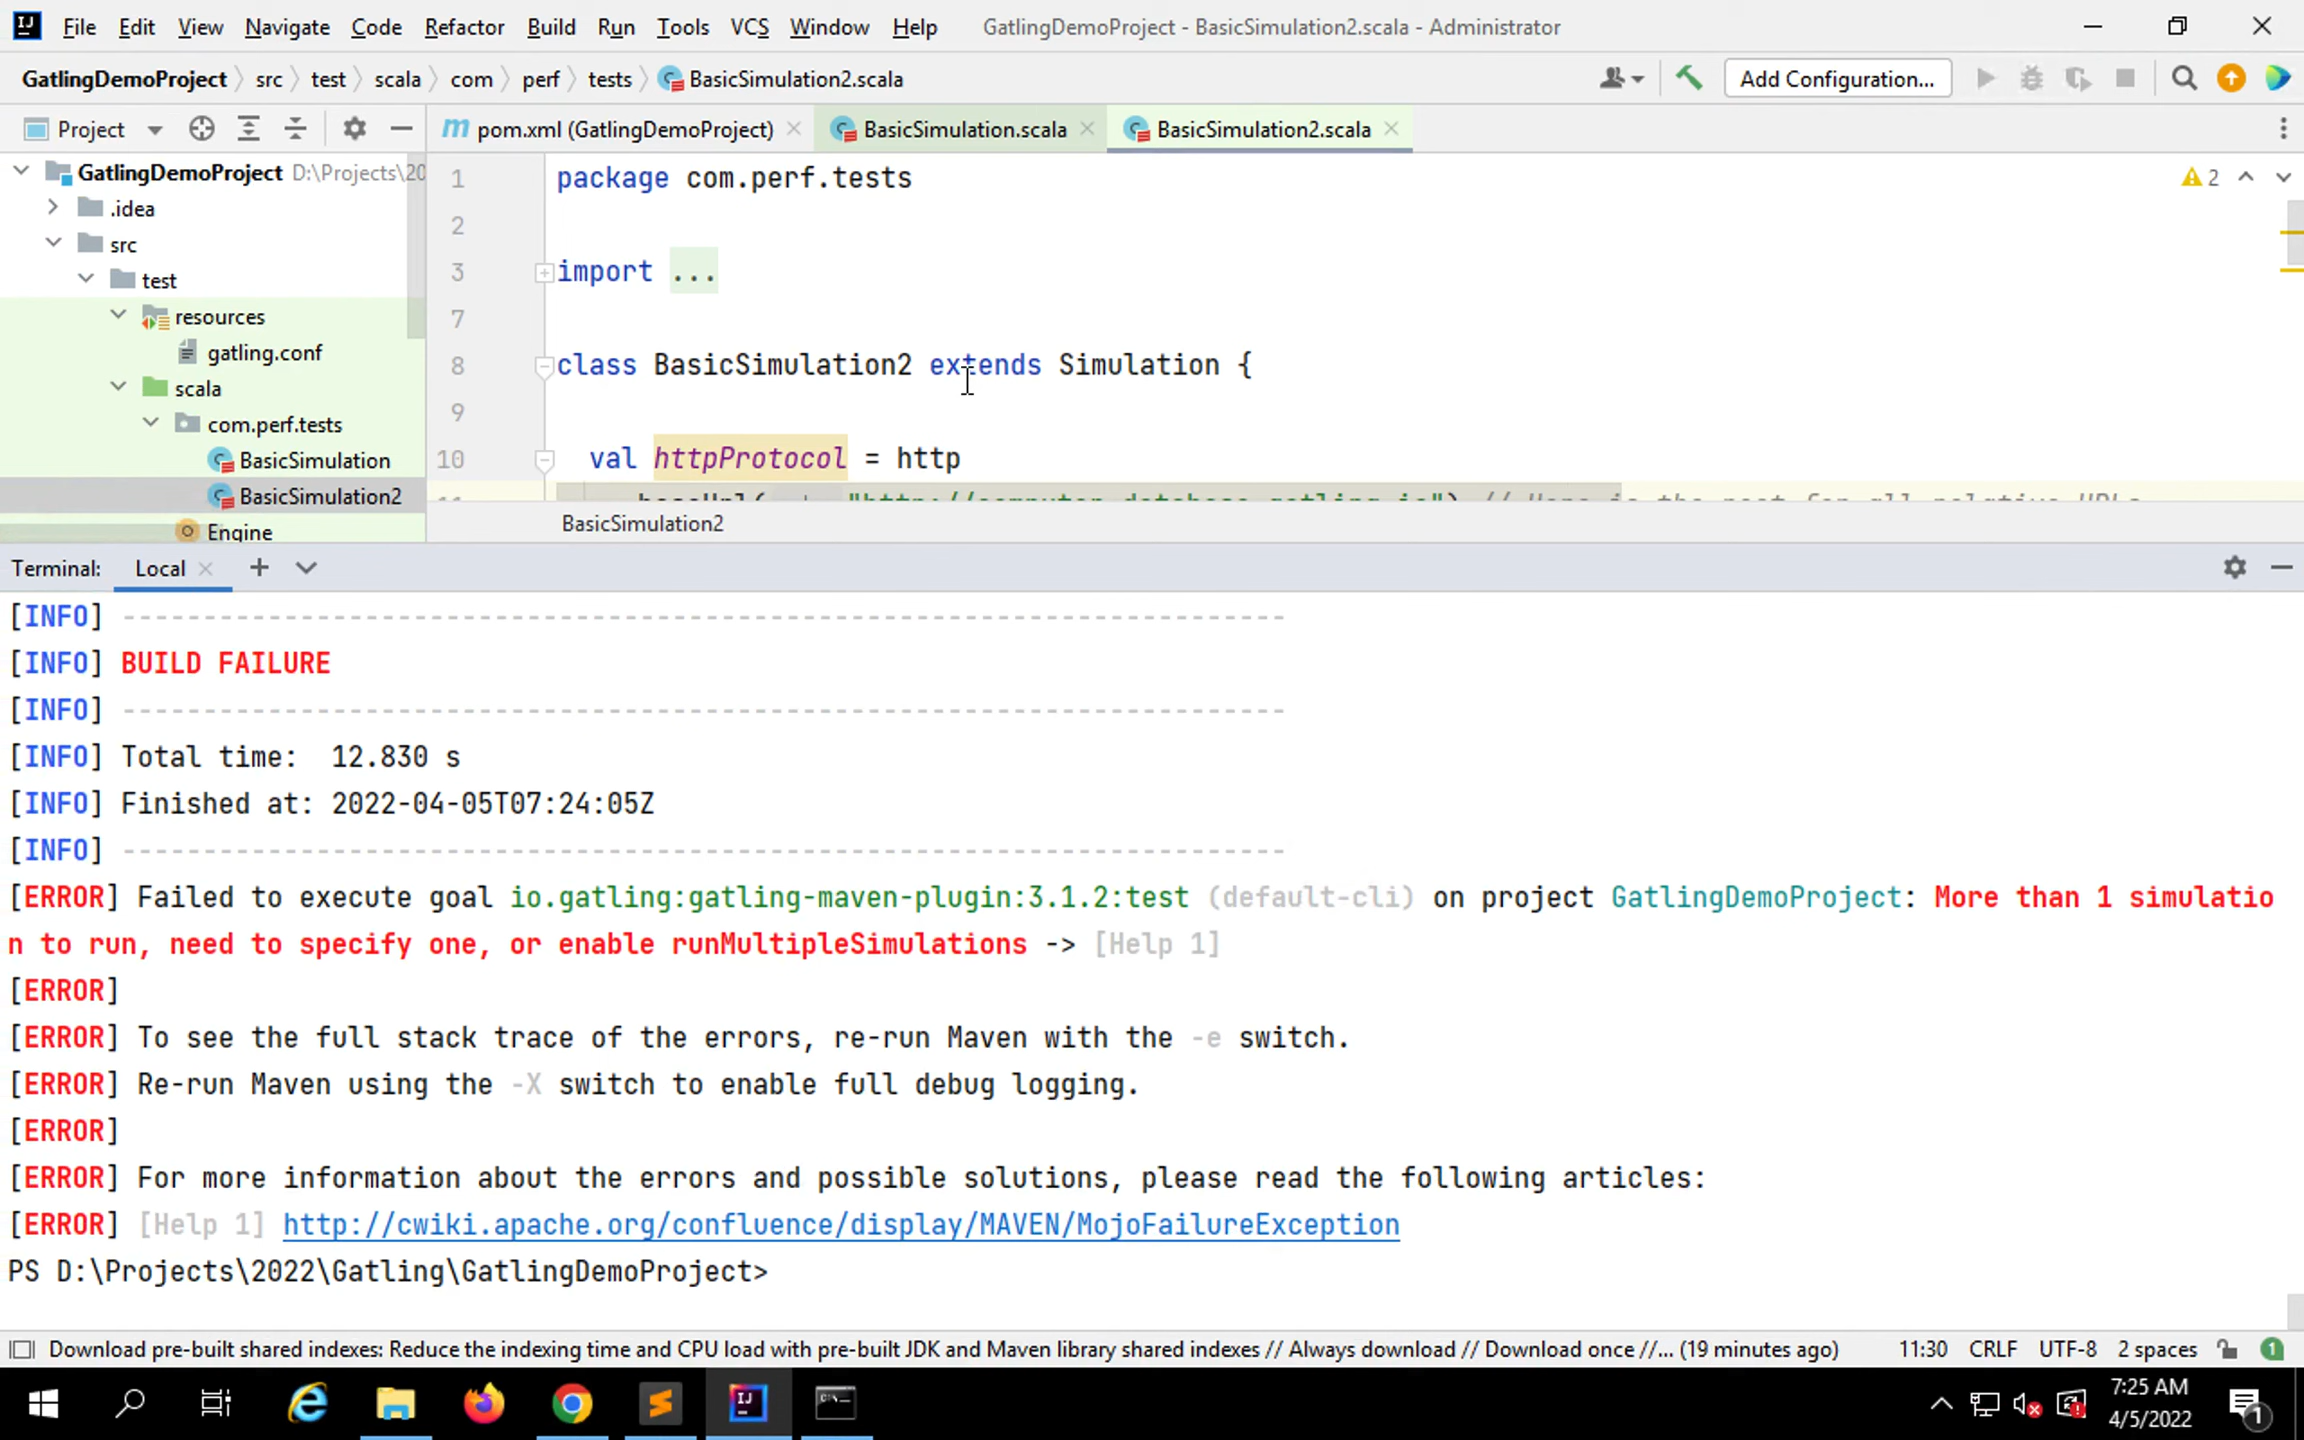 File Edit View Navigate Code Refactor Build Run Tools VCS Window Help GatlingDemoProject - BasicSimulation2.scala - Administrator
GatlingDemoProject src test scala com perf tests BasicSimulation2.scala Add Configuration...
Project pom.xml (GatlingDemoProject) BasicSimulation.scala BasicSimulation2.scala
GatlingDemoProject D:\Projects\20
.idea
src
test
resources
gatling.conf
scala
com.perf.tests
BasicSimulation
BasicSimulation2
Engine
1 package com.perf.tests
2
3 import ...
7
8 class BasicSimulation2 extends Simulation {
9
10 val httpProtocol = http
2
BasicSimulation2
Terminal: Local
[INFO] ------------------------------------------------------------------------
[INFO] BUILD FAILURE
[INFO] ------------------------------------------------------------------------
[INFO] Total time:  12.830 s
[INFO] Finished at: 2022-04-05T07:24:05Z
[INFO] ------------------------------------------------------------------------
[ERROR] Failed to execute goal io.gatling:gatling-maven-plugin:3.1.2:test (default-cli) on project GatlingDemoProject: More than 1 simulatio
n to run, need to specify one, or enable runMultipleSimulations -> [Help 1]
[ERROR]
[ERROR] To see the full stack trace of the errors, re-run Maven with the -e switch.
[ERROR] Re-run Maven using the -X switch to enable full debug logging.
[ERROR]
[ERROR] For more information about the errors and possible solutions, please read the following articles:
[ERROR] [Help 1] http://cwiki.apache.org/confluence/display/MAVEN/MojoFailureException
PS D:\Projects\2022\Gatling\GatlingDemoProject>
Download pre-built shared indexes: Reduce the indexing time and CPU load with pre-built JDK and Maven library shared indexes // Always download // Download once //... (19 minutes ago) 11:30 CRLF UTF-8 2 spaces 1
7:25 AM
4/5/2022
1